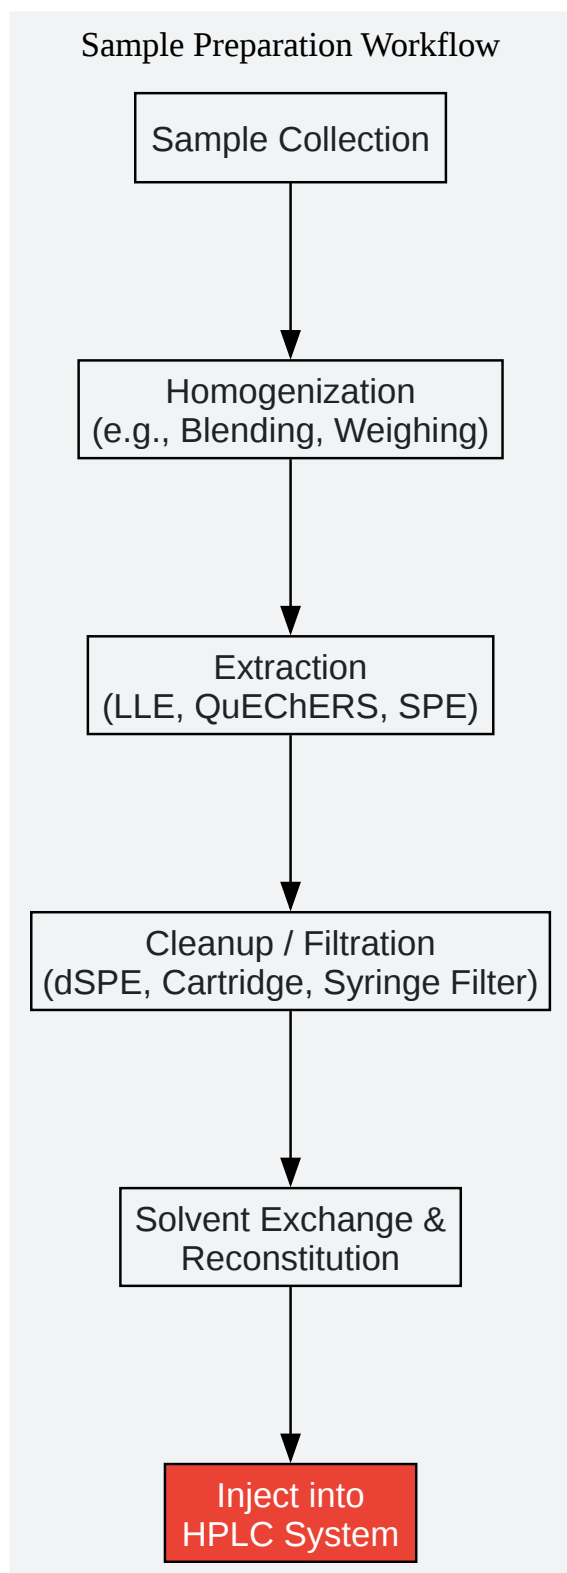 Sample Preparation Workflow
Sample Collection
Homogenization
(e.g., Blending, Weighing)
Extraction
(LLE, QuEChERS, SPE)
Cleanup / Filtration
(dSPE, Cartridge, Syringe Filter)
Solvent Exchange &
Reconstitution
Inject into
HPLC System